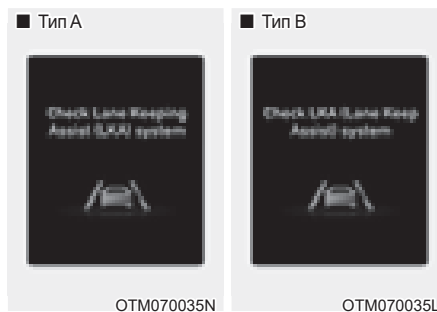 ■ Тип A
■ Тип B
Check Lane Keeping
Assist (LKA) system
Check LKA (Lane Keep
Assist) system
OTM070035N
OTM070035L